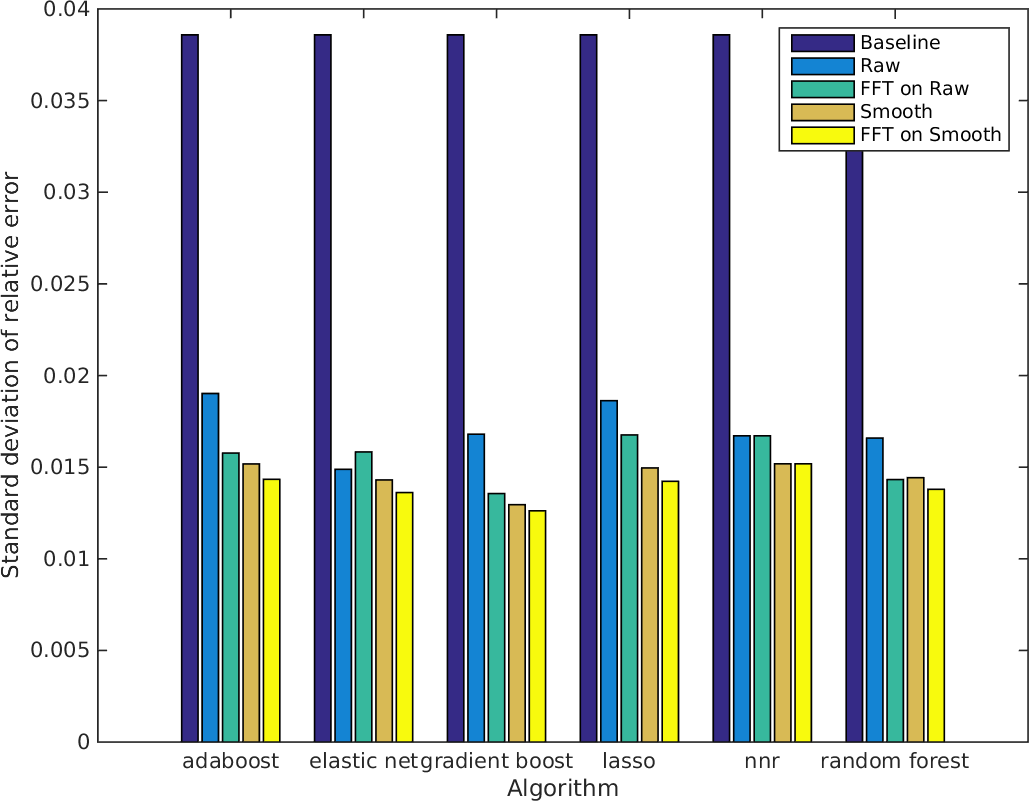 0.04
0.035
0.03
0.025
0.02
0.015
0.01
0.005
0
Standard deviation of relative error
Baseline
Raw
FFT on Raw
Smooth
FFT on Smooth
adaboost elastic net gradient boost lasso nnr random forest
Algorithm